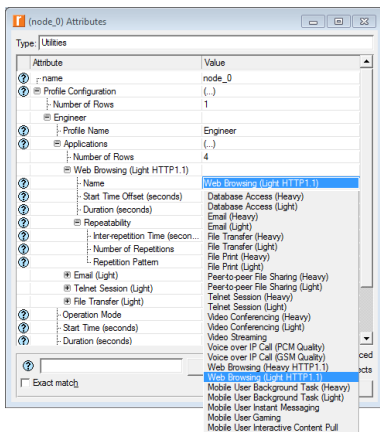 (node_0) Attributes
Type: Utilities
Attribute Value
name node_0
Profile Configuration (...)
Number of Rows 1
Engineer
Profile Name Engineer
Applications (...)
Number of Rows 4
Web Browsing (Light HTTP1.1)
Name Web Browsing (Light HTTP1.1)
Start Time Offset (seconds)
Duration (seconds)
Repeatability
Inter-repetition Time (secon...
Number of Repetitions
Repetition Pattern
Email (Light)
Telnet Session (Light)
File Transfer (Light)
Operation Mode
Start Time (seconds)
Duration (seconds)
Database Access (Heavy)
Database Access (Light)
Email (Heavy)
Email (Light)
File Transfer (Heavy)
File Transfer (Light)
File Print (Heavy)
File Print (Light)
Peer-to-peer File Sharing (Heavy)
Peer-to-peer File Sharing (Light)
Telnet Session (Heavy)
Telnet Session (Light)
Video Conferencing (Heavy)
Video Conferencing (Light)
Video Streaming
Voice over IP Call (PCM Quality)
Voice over IP Call (GSM Quality)
Web Browsing (Heavy HTTP1.1)
Web Browsing (Light HTTP1.1)
Mobile User Background Task (Heavy)
Mobile User Background Task (Light)
Mobile User Instant Messaging
Mobile User Gaming
Mobile User Interactive Content Pull
Exact match